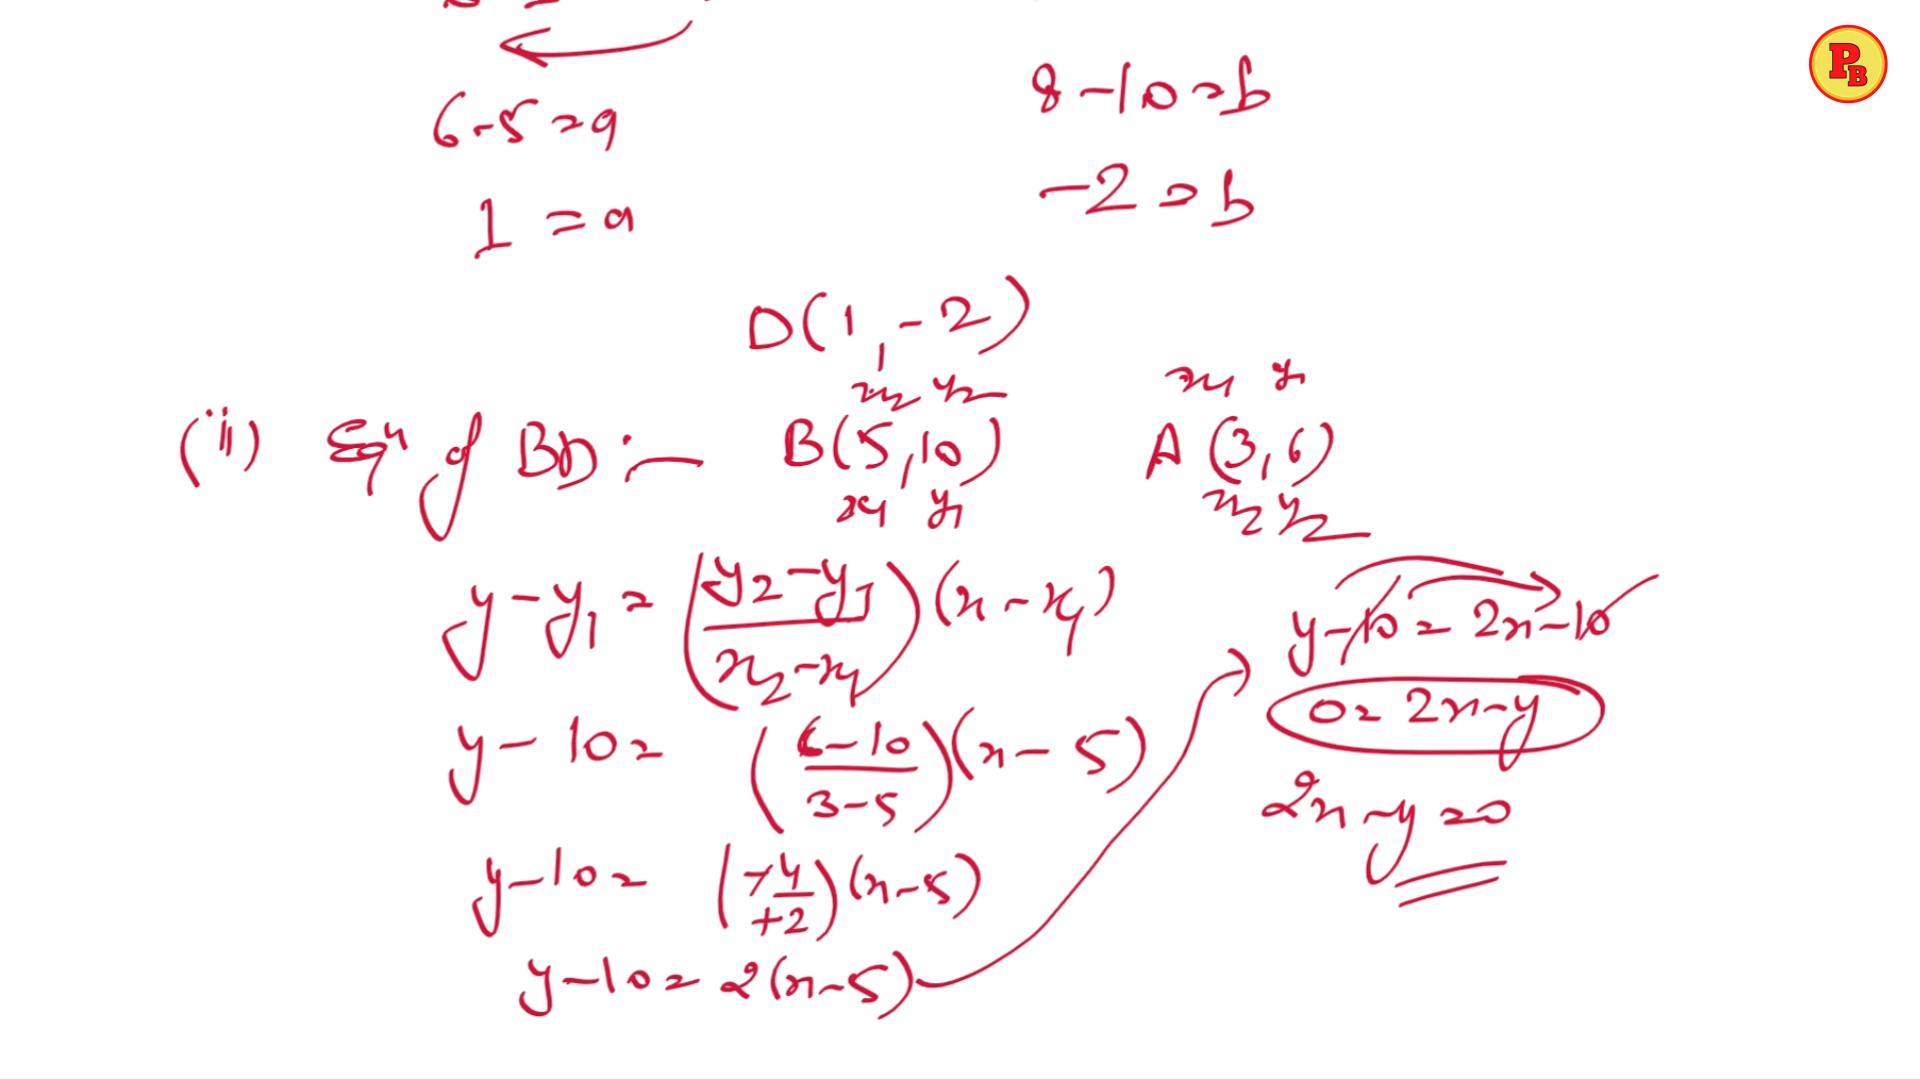 PB
6-5=a
8-10=b
1=a
-2=b
D(1,-2)
x2 y2
x1 y1
(ii) Eqn of BD:- B(5,10) A(3,6)
x1 y1
x2 y2
y-y1=(y2-y1/x2-x1)(x-x1)
y-10=2x-10
0=2x-y
y-10=(6-10/3-5)(x-5)
2x-y=0
y-10=(+4/+2)(x-5)
y-10=2(x-5)